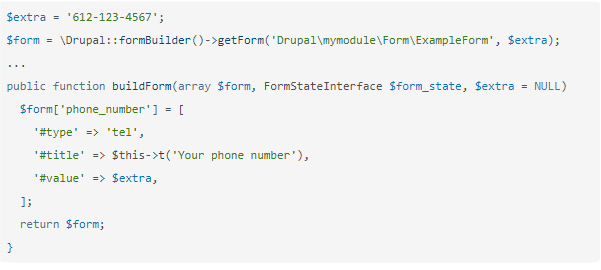 $extra = '612-123-4567';
$form = \Drupal::formBuilder()->getForm('Drupal\mymodule\Form\ExampleForm', $extra);
...
public function buildForm(array $form, FormStateInterface $form_state, $extra = NULL)
  $form['phone_number'] = [
    '#type' => 'tel',
    '#title' => $this->t('Your phone number'),
    '#value' => $extra,
  ];
  return $form;
}